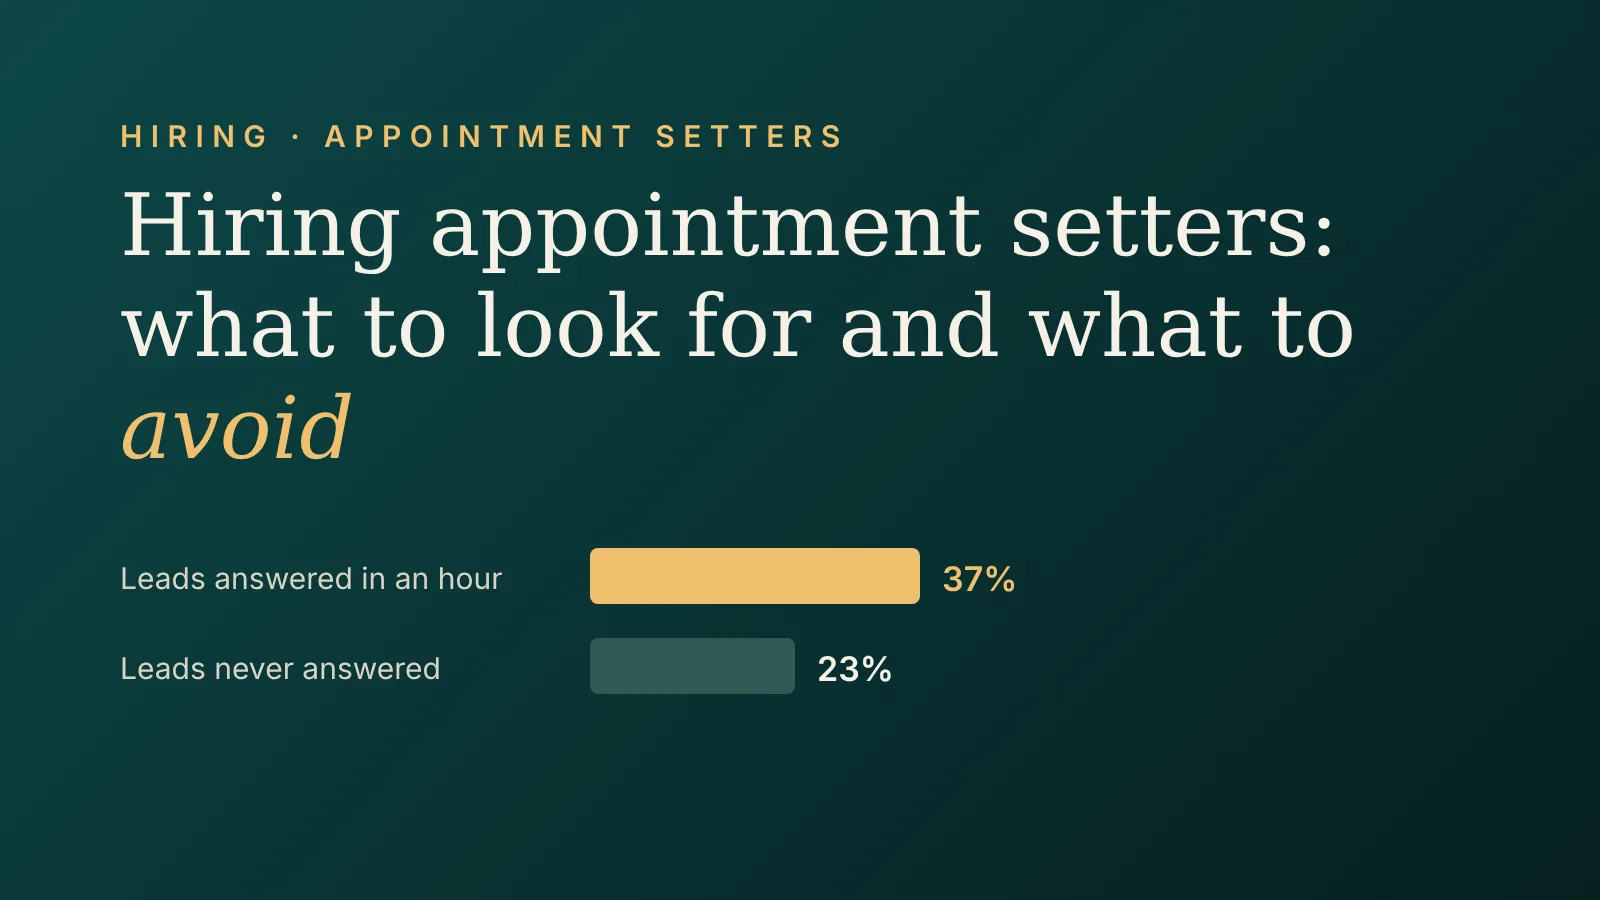 HIRING · APPOINTMENT SETTERS
Hiring appointment setters:
what to look for and what to
avoid
Leads answered in an hour 37%
Leads never answered 23%